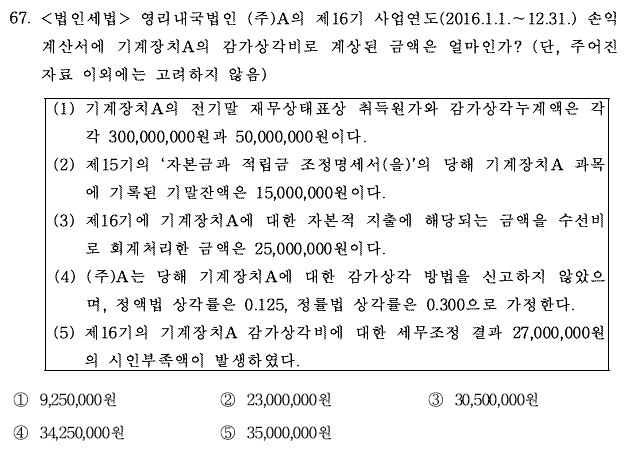 67. <법인세법> 영리내국법인 (주)A의 제16기 사업연도(2016.1.1.~12.31.) 손익
계산서에 기계장치A의 감가상각비로 계상된 금액은 얼마인가? (단, 주어진
자료 이외에는 고려하지 않음)
(1) 기계장치A의 전기말 재무상태표상 취득원가와 감가상각누계액은 각
각 300,000,000원과 50,000,000원이다.
(2) 제15기의 ‘자본금과 적립금 조정명세서(을)’의 당해 기계장치A 과목
에 기록된 기말잔액은 15,000,000원이다.
(3) 제16기에 기계장치A에 대한 자본적 지출에 해당되는 금액을 수선비
로 회계처리한 금액은 25,000,000원이다.
(4) (주)A는 당해 기계장치A에 대한 감가상각 방법을 신고하지 않았으
며, 정액법 상각률은 0.125, 정률법 상각률은 0.300으로 가정한다.
(5) 제16기의 기계장치A 감가상각비에 대한 세무조정 결과 27,000,000원
의 시인부족액이 발생하였다.
① 9,250,000원 ② 23,000,000원 ③ 30,500,000원
④ 34,250,000원 ⑤ 35,000,000원